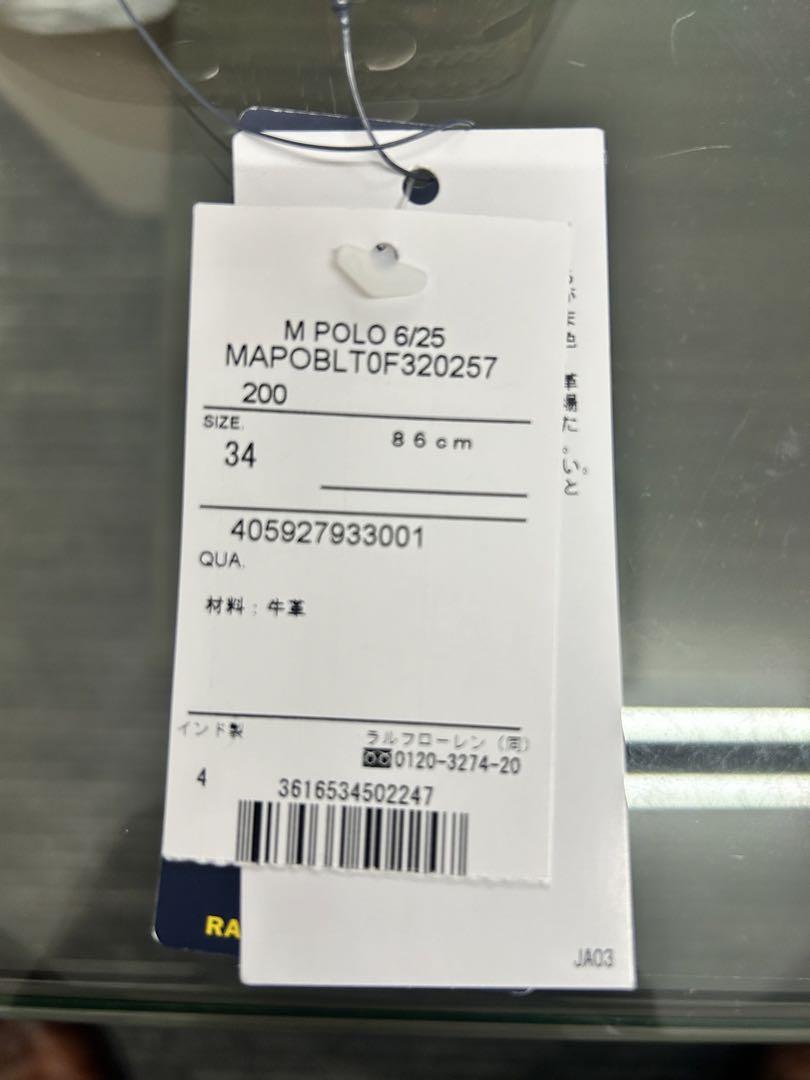 M POLO 6/25
MAPOBLT0F320257
200
SIZE.
34
86cm
405927933001
QUA.
材料：牛革
インド製
ラルフローレン（同）
0120-3274-20
4
3616534502247
RA
JA03